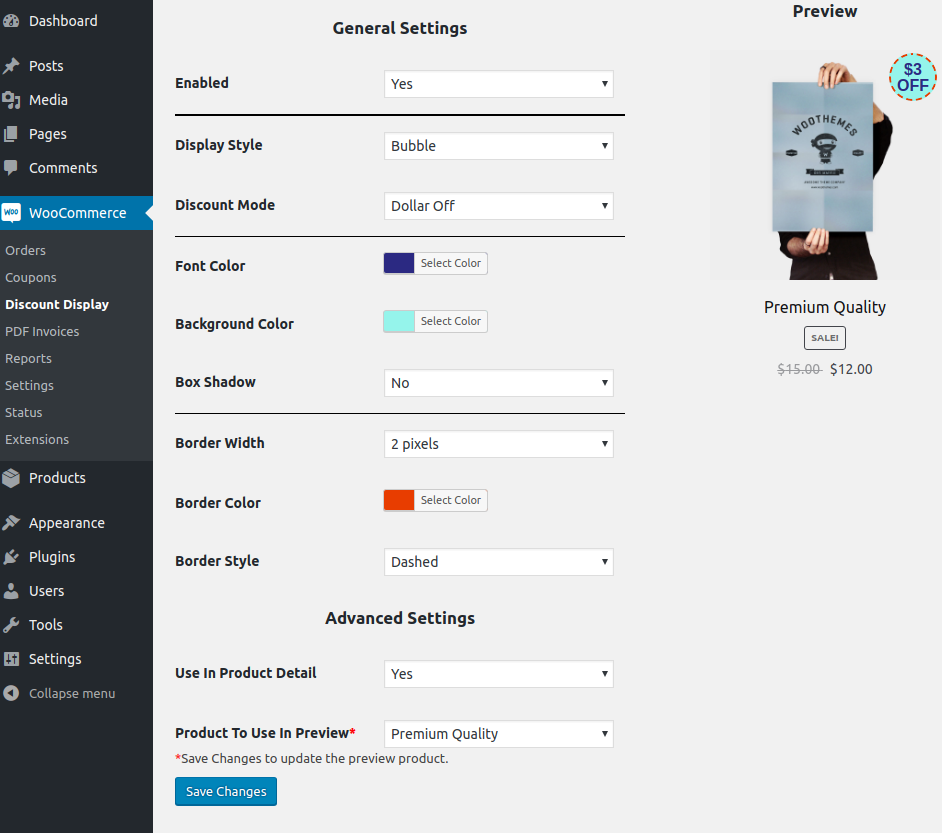 Dashboard
Posts
Media
Pages
Comments
WOO WooCommerce
Orders
Coupons
Discount Display
PDF Invoices
Reports
Settings
Status
Extensions
Products
Appearance
Plugins
Users
Tools
Settings
Collapse menu
General Settings
Enabled Yes
Display Style Bubble
Discount Mode Dollar Off
Font Color Select Color
Background Color Select Color
Box Shadow No
Border Width 2 pixels
Border Color Select Color
Border Style Dashed
Advanced Settings
Use In Product Detail Yes
Product To Use In Preview* Premium Quality
*Save Changes to update the preview product.
Save Changes
Preview
$3
OFF
WOOTHEMES
Premium Quality
SALE!
$15.00 $12.00